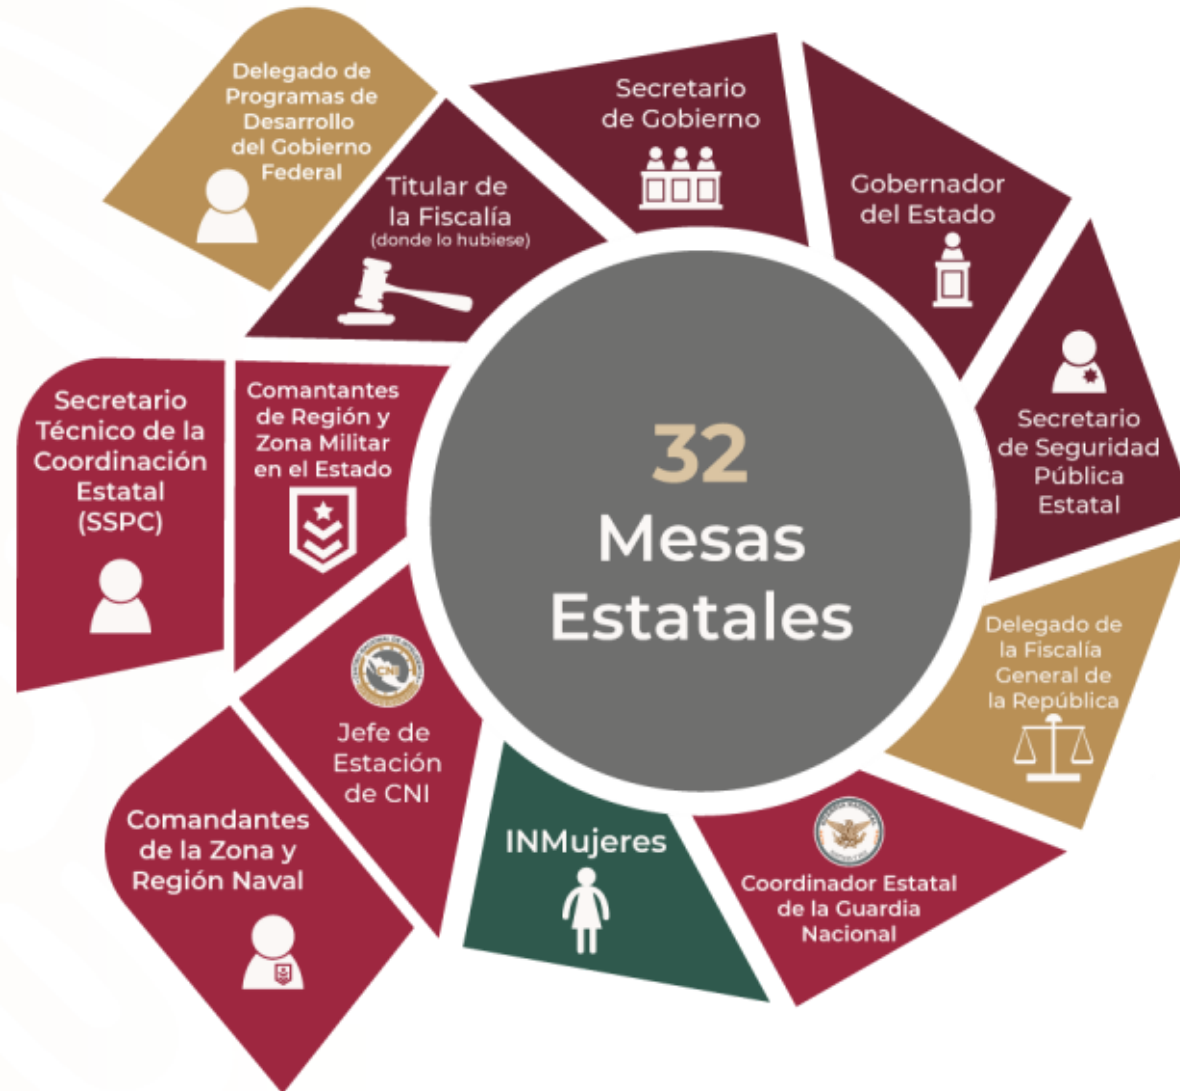 Delegado de
Programas de
Desarrollo
del Gobierno
Federal
Titular de
la Fiscalía
(donde lo hubiese)
Secretario
de Gobierno
Gobernador
del Estado
Secretario
de Seguridad
Pública
Estatal
Delegado de
la Fiscalía
General de
la República
Coordinador Estatal
de la Guardia
Nacional
INMujeres
CNI
Jefe de
Estación
de CNI
Comandantes
de la Zona y
Región Naval
Comantantes
de Región y
Zona Militar
en el Estado
Secretario
Técnico de la
Coordinación
Estatal
(SSPC)
32
Mesas
Estatales